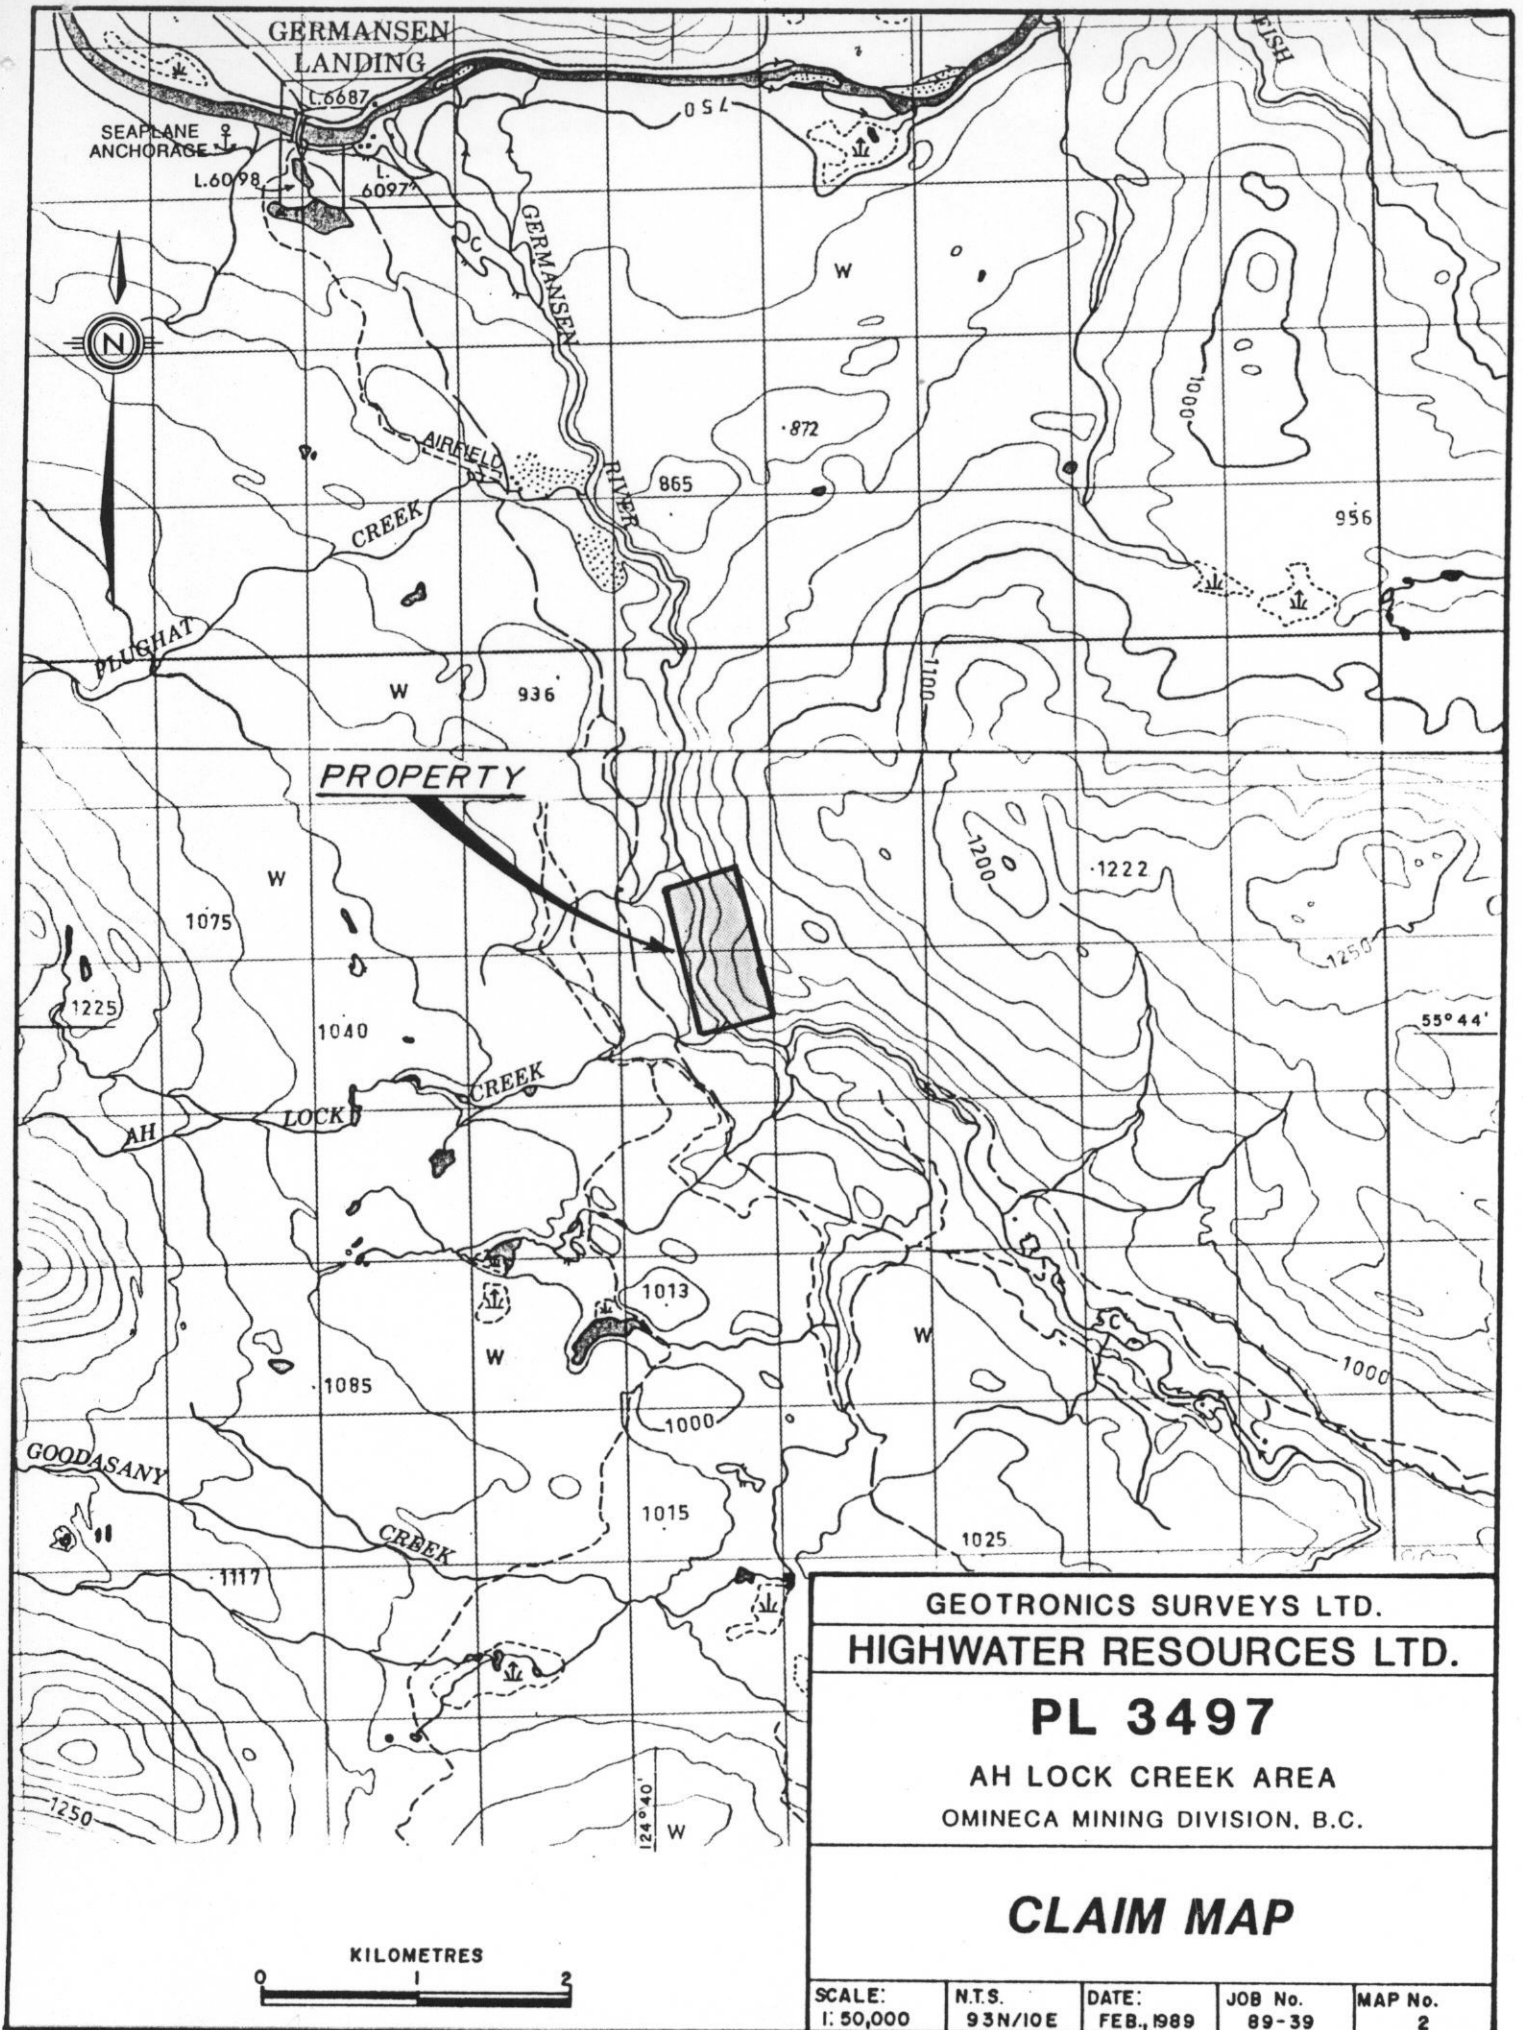 GERMANSEN
LANDING
FISH
L.6687
750
SEAPLANE
ANCHORAGE
L.6098
L.
6097
GERMANSEN
C
W
N
1000
872
AIRFIELD
865
RIVER
CREEK
956
PLUGHAT
W
936
1100
PROPERTY
1200
1222
W
1075
1250
1225
1040
55°44'
CREEK
LOCK
AH
1013
C
W
W
1000
1085
1000
GOODASANY
1015
CREEK
1025
1117
1250
124°40'
W
GEOTRONICS SURVEYS LTD.
HIGHWATER RESOURCES LTD.
PL 3497
AH LOCK CREEK AREA
OMINECA MINING DIVISION, B.C.
CLAIM MAP
KILOMETRES
0 1 2
SCALE: N.T.S. DATE: JOB No. MAP No.
1:50,000 93N/10E FEB., 1989 89-39 2